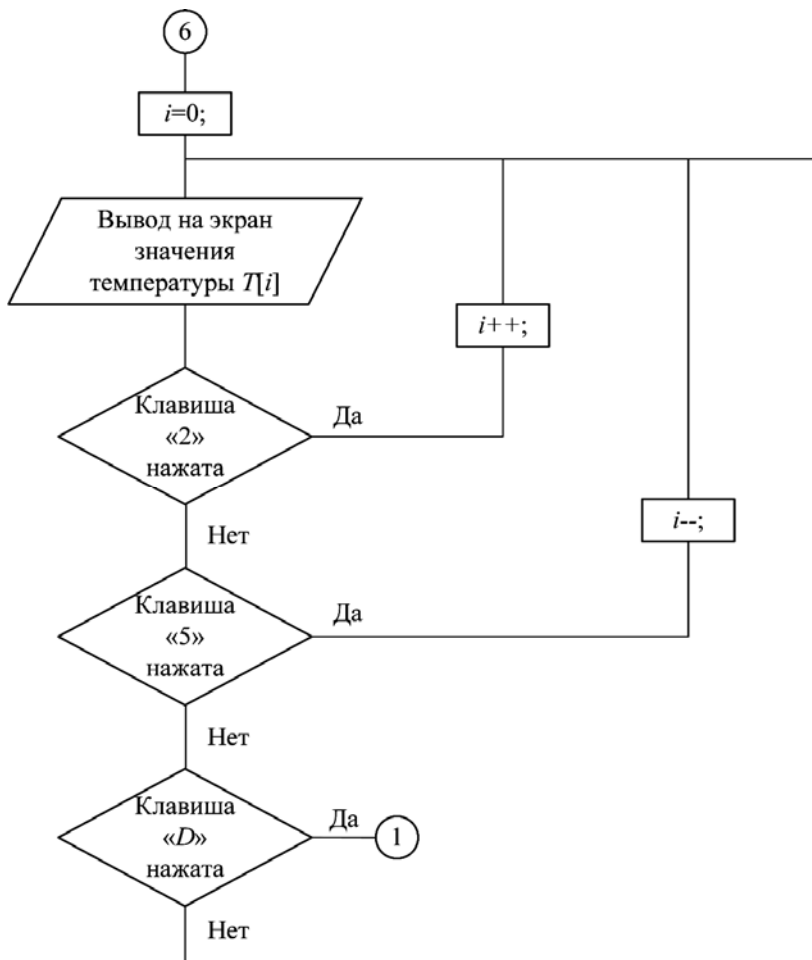 6
i=0;
Вывод на экран
значения
температуры T[i]
i++;
Клавиша
«2»
нажата
Да
i--;
Нет
Клавиша
«5»
нажата
Да
Нет
Клавиша
«D»
нажата
Да
1
Нет